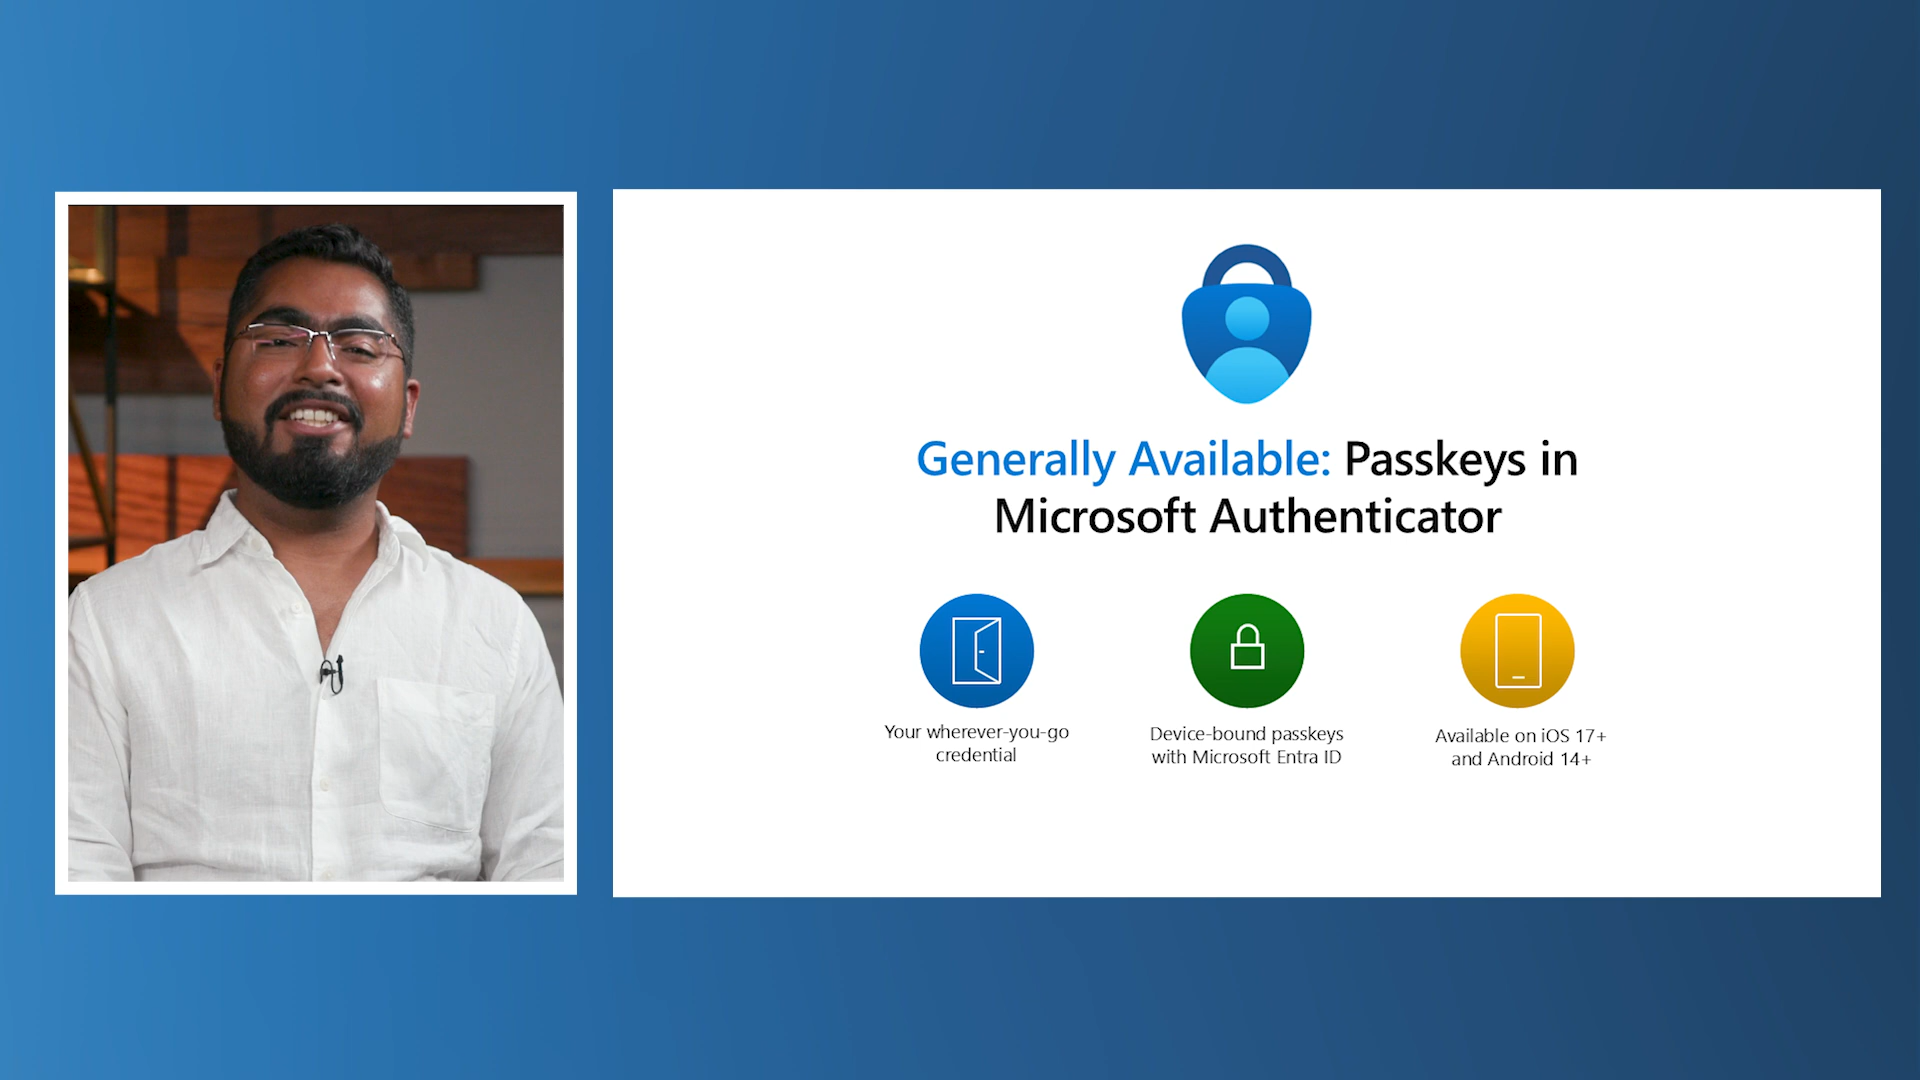 Generally Available: Passkeys in
Microsoft Authenticator
Your wherever-you-go
credential
Device-bound passkeys
with Microsoft Entra ID
Available on iOS 17+
and Android 14+